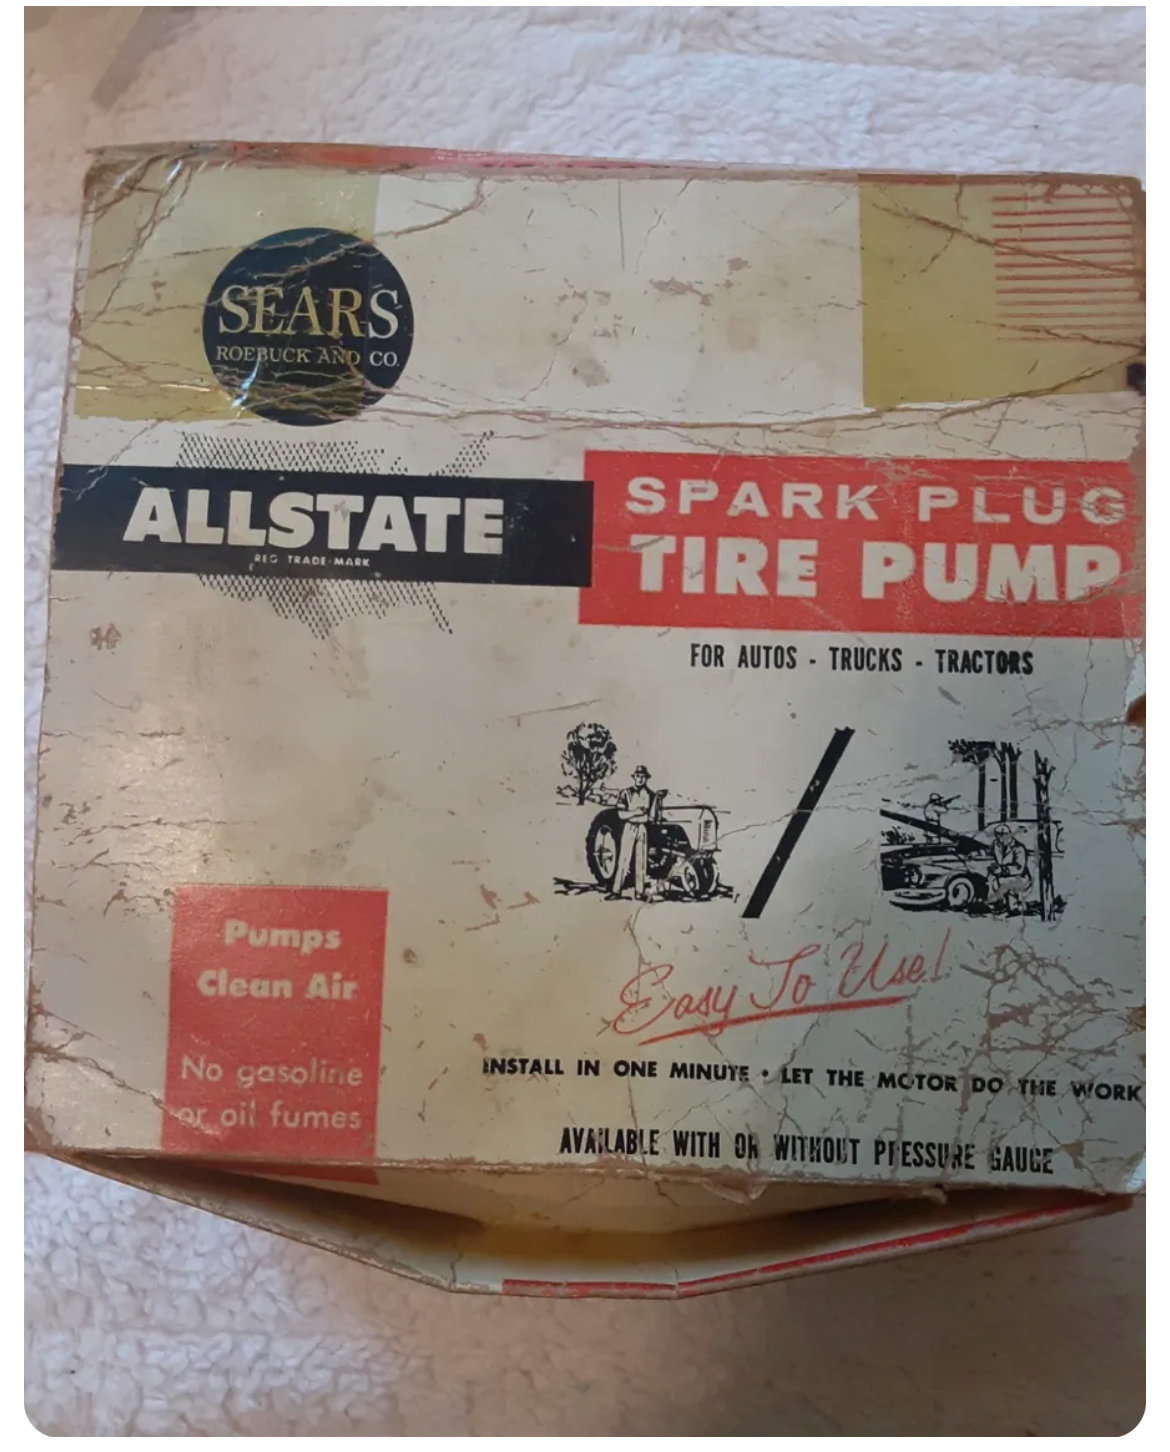 SEARS
ROEBUCK AND CO.
ALLSTATE
REG TRADE-MARK
SPARK PLUG
TIRE PUMP
FOR AUTOS - TRUCKS - TRACTORS
Pumps
Clean Air
No gasoline
or oil fumes
Easy To Use!
INSTALL IN ONE MINUTE • LET THE MOTOR DO THE WORK
AVAILABLE WITH OR WITHOUT PRESSURE GAUGE